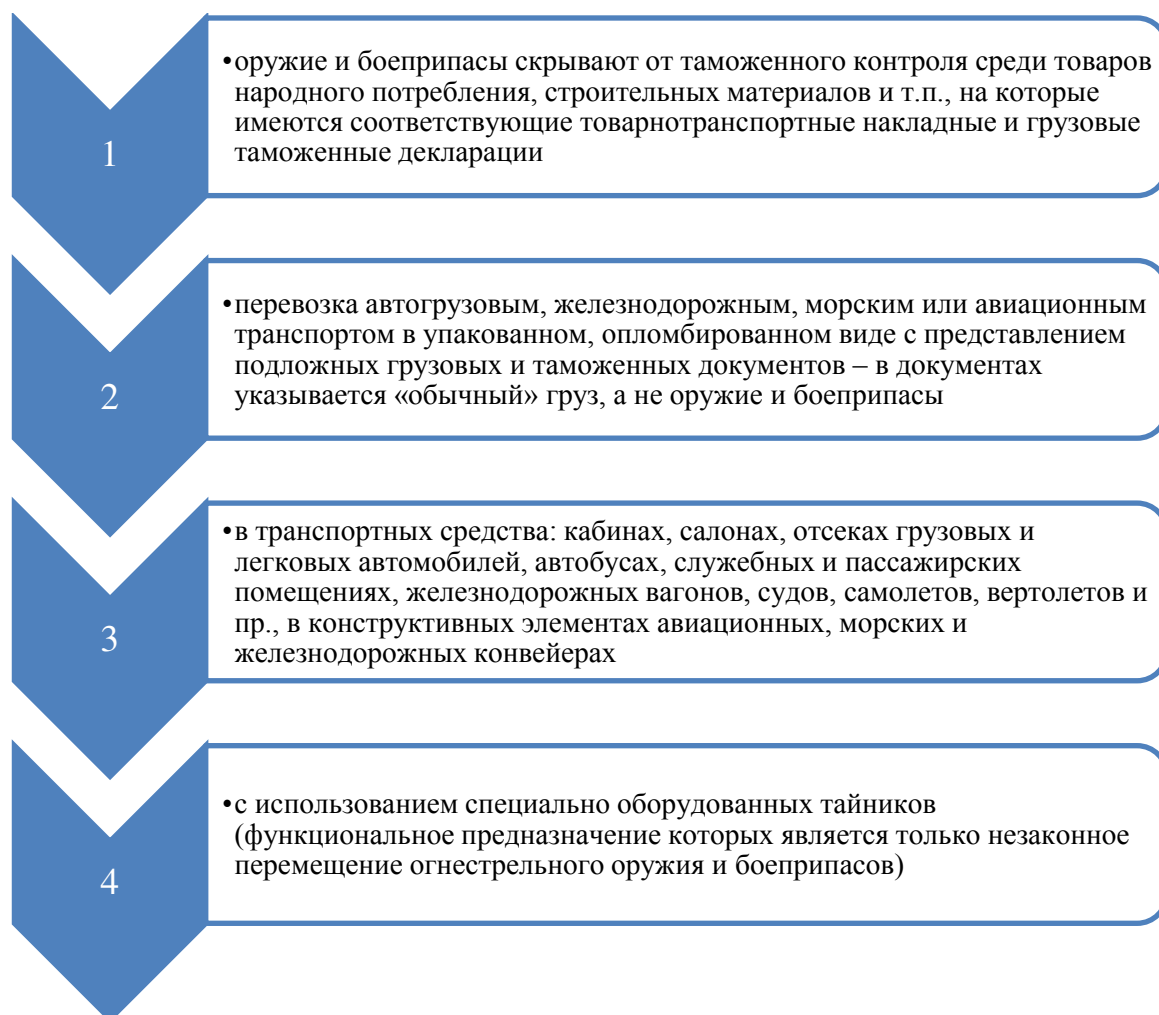 1
•оружие и боеприпасы скрывают от таможенного контроля среди товаров
народного потребления, строительных материалов и т.п., на которые
имеются соответствующие товарнотранспортные накладные и грузовые
таможенные декларации
2
•перевозка автогрузовым, железнодорожным, морским или авиационным
транспортом в упакованном, опломбированном виде с представлением
подложных грузовых и таможенных документов – в документах
указывается «обычный» груз, а не оружие и боеприпасы
3
•в транспортных средства: кабинах, салонах, отсеках грузовых и
легковых автомобилей, автобусах, служебных и пассажирских
помещениях, железнодорожных вагонов, судов, самолетов, вертолетов и
пр., в конструктивных элементах авиационных, морских и
железнодорожных конвейерах
4
•с использованием специально оборудованных тайников
(функциональное предназначение которых является только незаконное
перемещение огнестрельного оружия и боеприпасов)